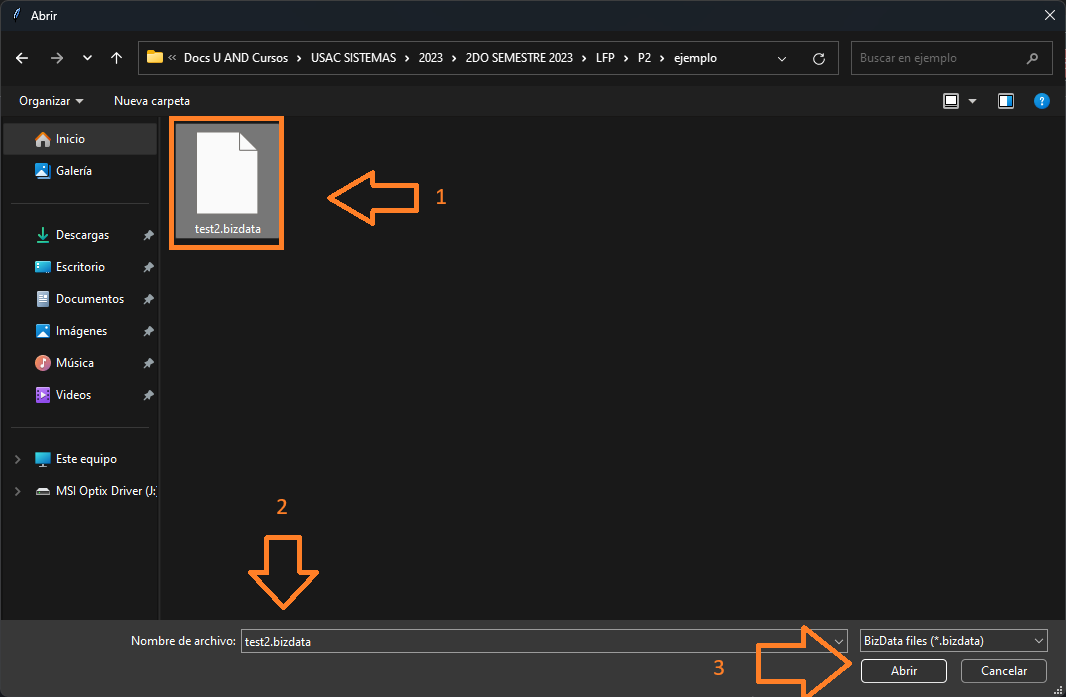 Abrir
« Docs U AND Cursos > USAC SISTEMAS > 2023 > 2DO SEMESTRE 2023 > LFP > P2 > ejemplo
Buscar en ejemplo
Organizar Nueva carpeta
?
Inicio
Galería
test2.bizdata
1
Descargas
Escritorio
Documentos
Imágenes
Música
Videos
Este equipo
MSI Optix Driver (J:
2
Nombre de archivo: test2.bizdata
BizData files (*.bizdata)
3
Abrir Cancelar